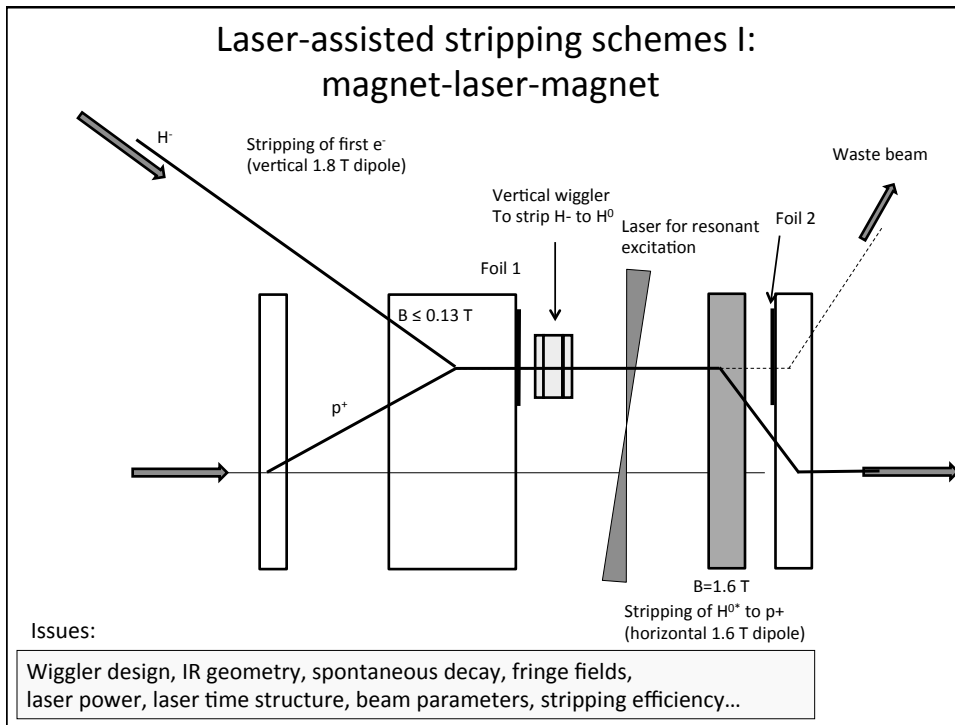 Laser-assisted stripping schemes I:
magnet-laser-magnet
H-
Stripping of first e-
(vertical 1.8 T dipole)
Waste beam
Vertical wiggler
To strip H- to H0
Laser for resonant
excitation
Foil 2
Foil 1
B ≤ 0.13 T
p+
B=1.6 T
Stripping of H0* to p+
(horizontal 1.6 T dipole)
Issues:
Wiggler design, IR geometry, spontaneous decay, fringe fields,
laser power, laser time structure, beam parameters, stripping efficiency…